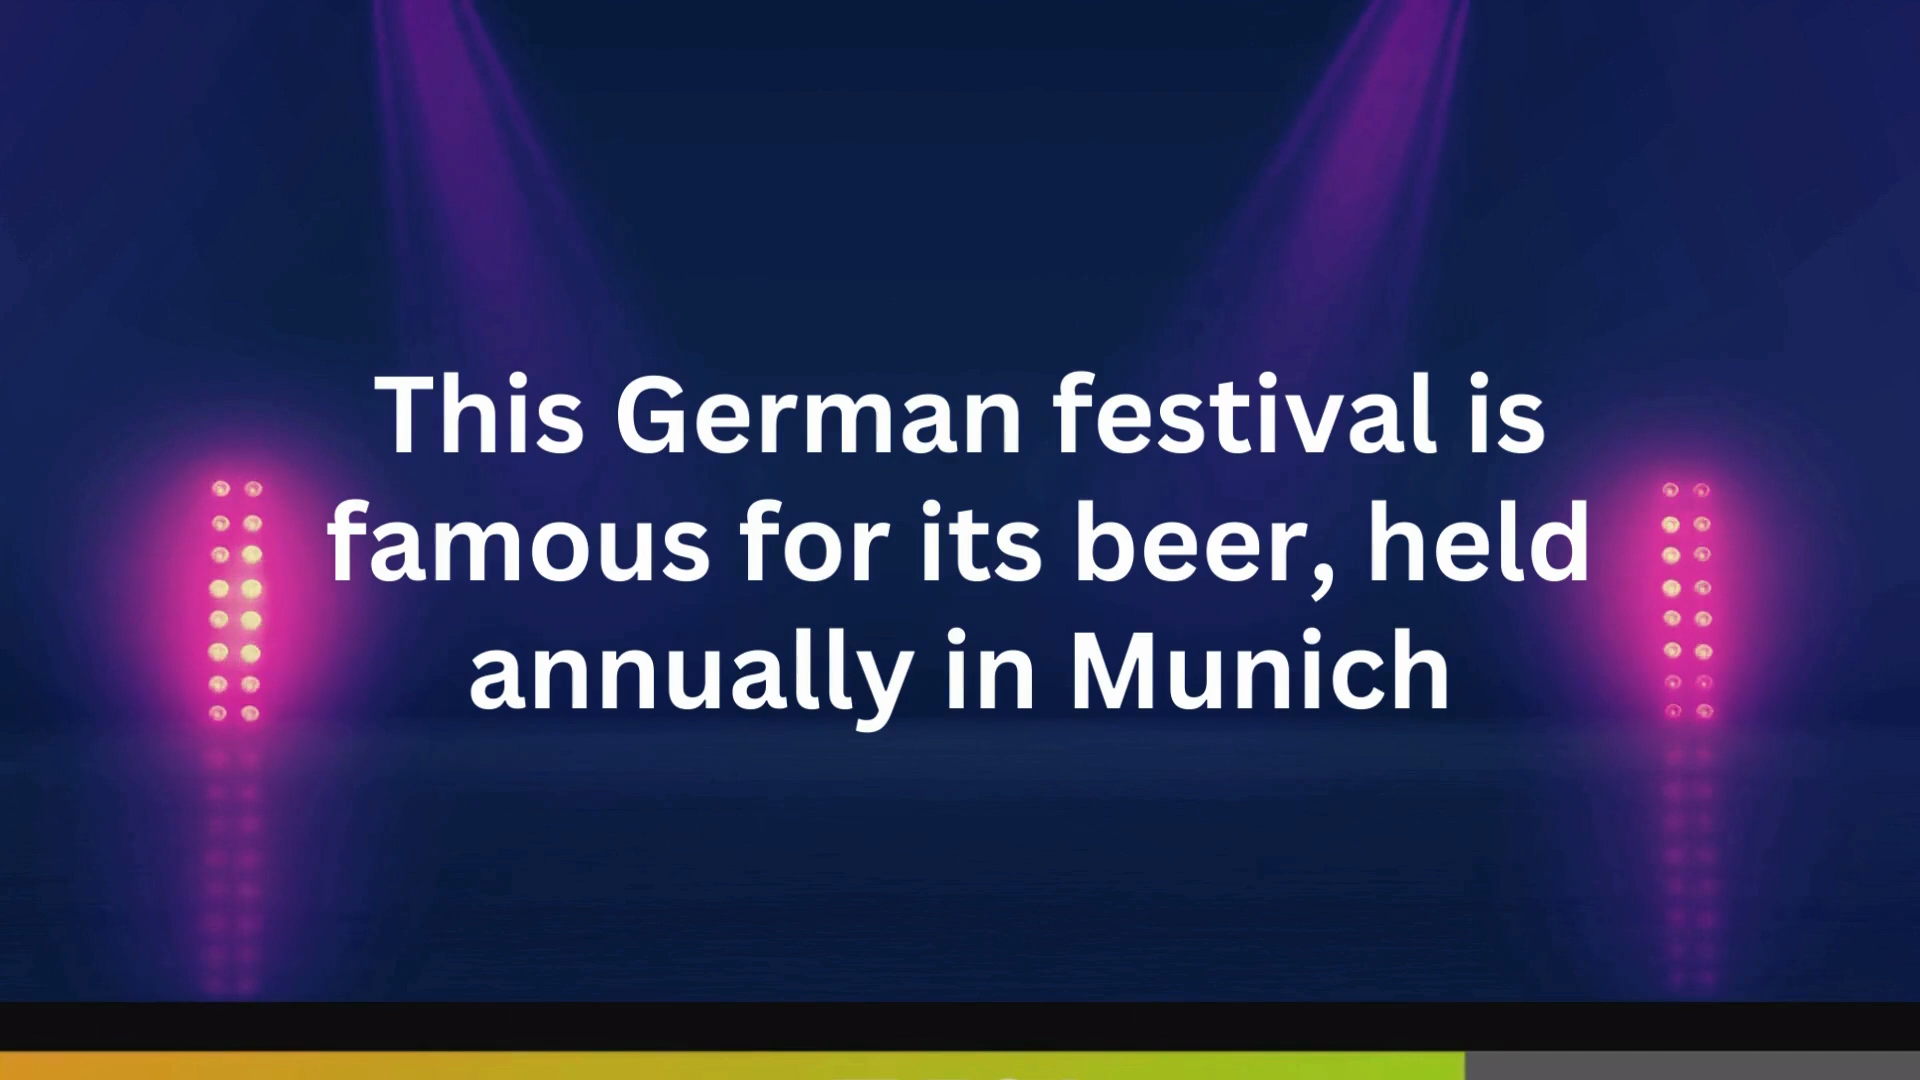 This German festival is
famous for its beer, held
annually in Munich